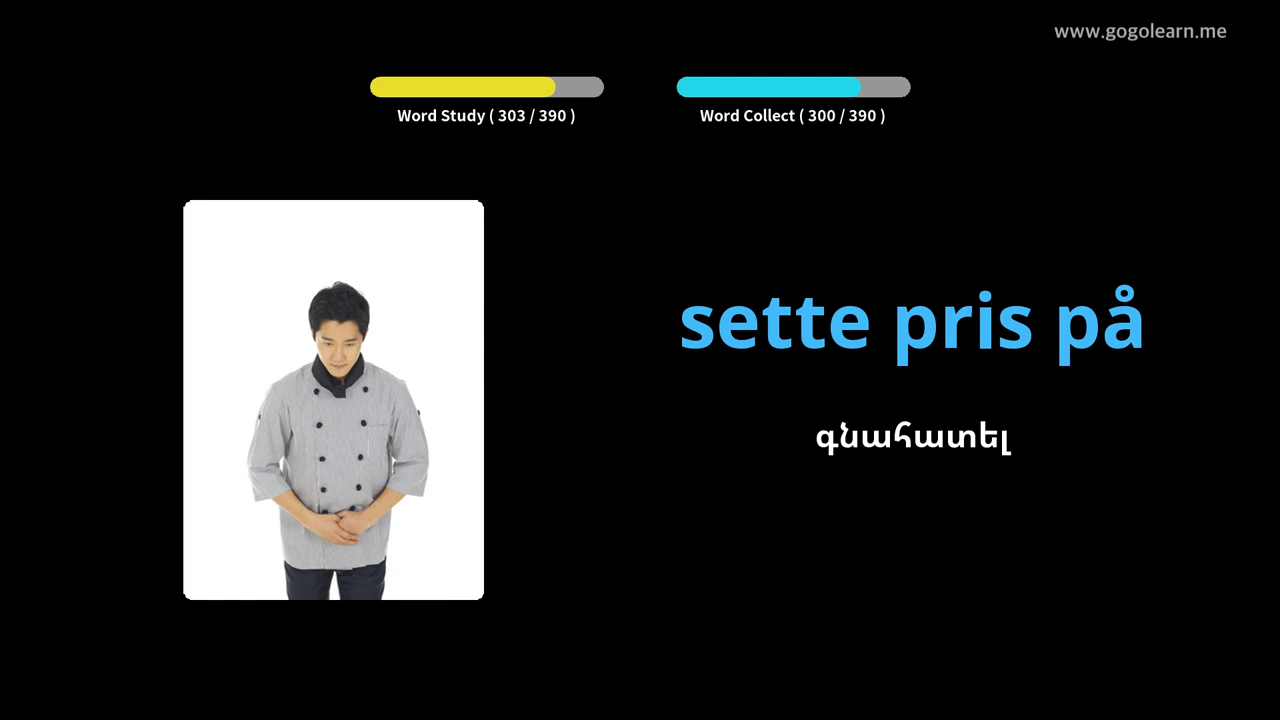 www.gogolearn.me
Word Study ( 303 / 390 )
Word Collect ( 300 / 390 )
sette pris på
գնահատել